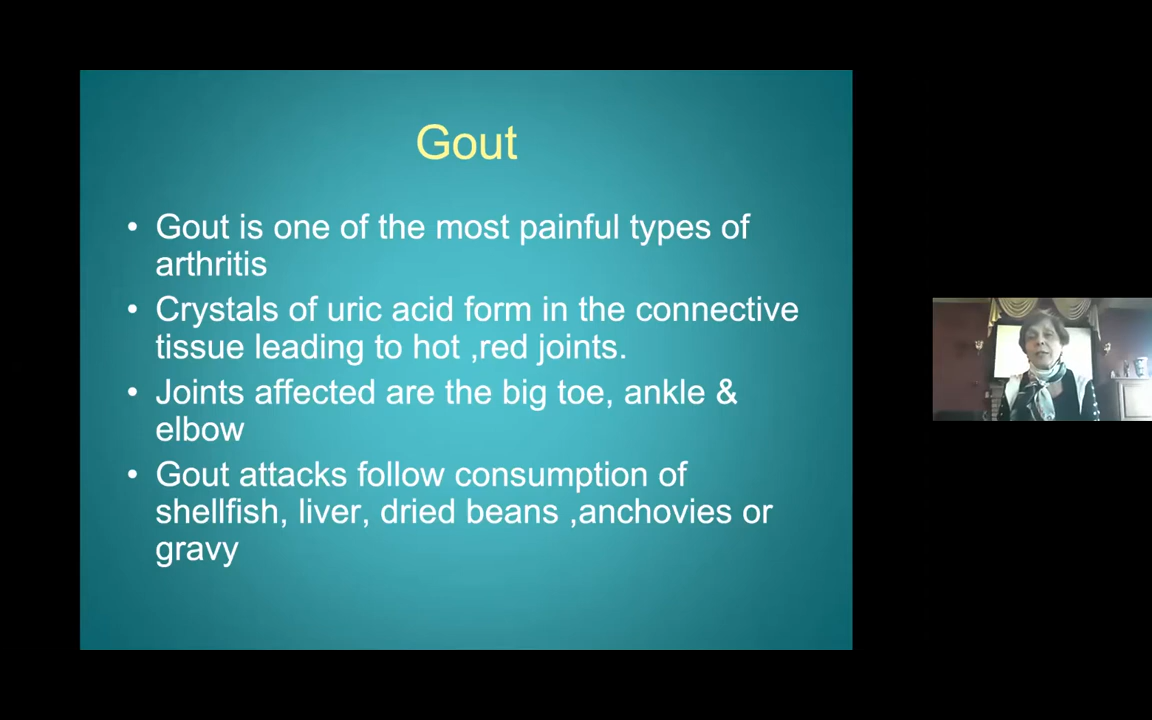 Gout
• Gout is one of the most painful types of
arthritis
• Crystals of uric acid form in the connective
tissue leading to hot ,red joints.
• Joints affected are the big toe, ankle &
elbow
• Gout attacks follow consumption of
shellfish, liver, dried beans ,anchovies or
gravy